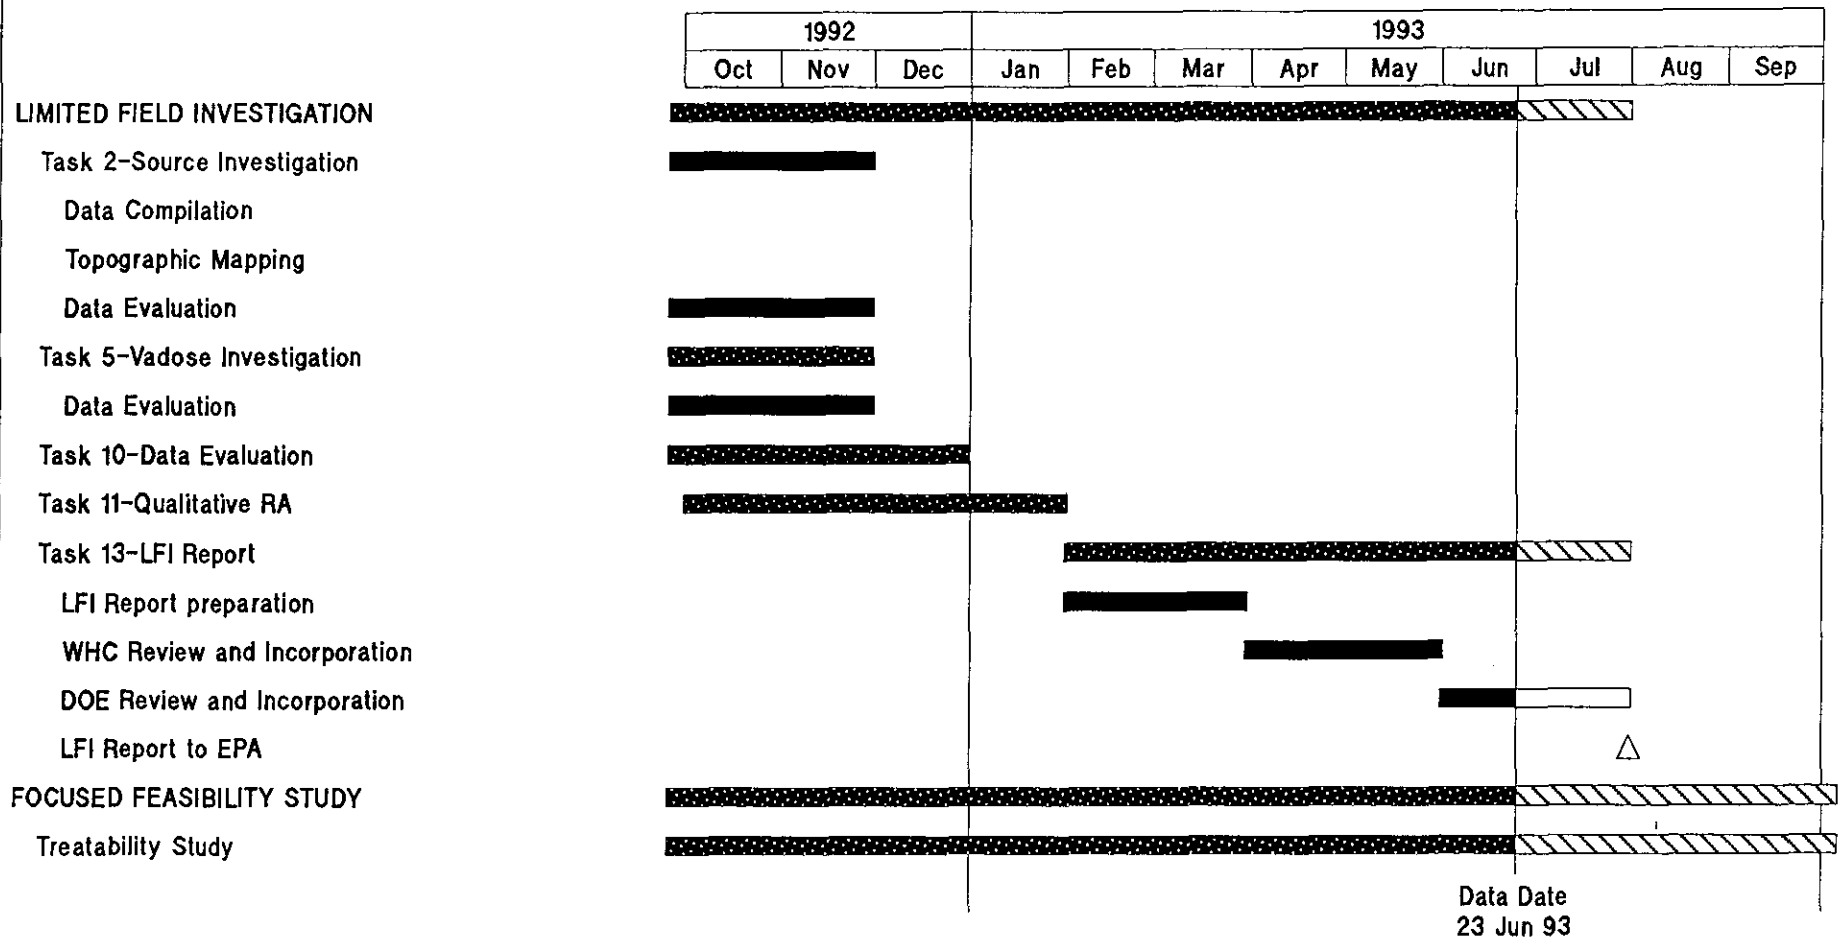 1992 1993
Oct Nov Dec Jan Feb Mar Apr May Jun Jul Aug Sep
LIMITED FIELD INVESTIGATION
Task 2-Source Investigation
Data Compilation
Topographic Mapping
Data Evaluation
Task 5-Vadose Investigation
Data Evaluation
Task 10-Data Evaluation
Task 11-Qualitative RA
Task 13-LFI Report
LFI Report preparation
WHC Review and Incorporation
DOE Review and Incorporation
LFI Report to EPA
FOCUSED FEASIBILITY STUDY
Treatability Study
Data Date
23 Jun 93